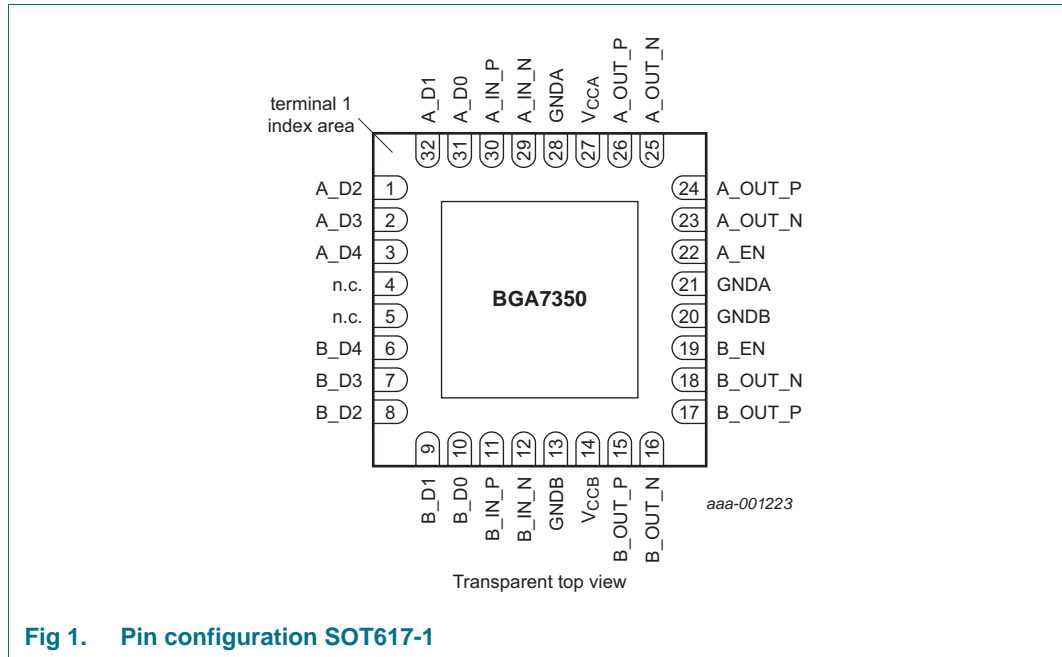 A_D1
A_D0
A_IN_P
A_IN_N
GNDA
VCCA
A_OUT_P
A_OUT_N
terminal 1
index area
32
31
30
29
28
27
26
25
A_D2 1
A_D3 2
A_D4 3
n.c. 4
n.c. 5
B_D4 6
B_D3 7
B_D2 8
BGA7350
24 A_OUT_P
23 A_OUT_N
22 A_EN
21 GNDA
20 GNDB
19 B_EN
18 B_OUT_N
17 B_OUT_P
9
10
11
12
13
14
15
16
B_D1
B_D0
B_IN_P
B_IN_N
GNDB
VCCB
B_OUT_P
B_OUT_N
aaa-001223
Transparent top view
Fig 1. Pin configuration SOT617-1